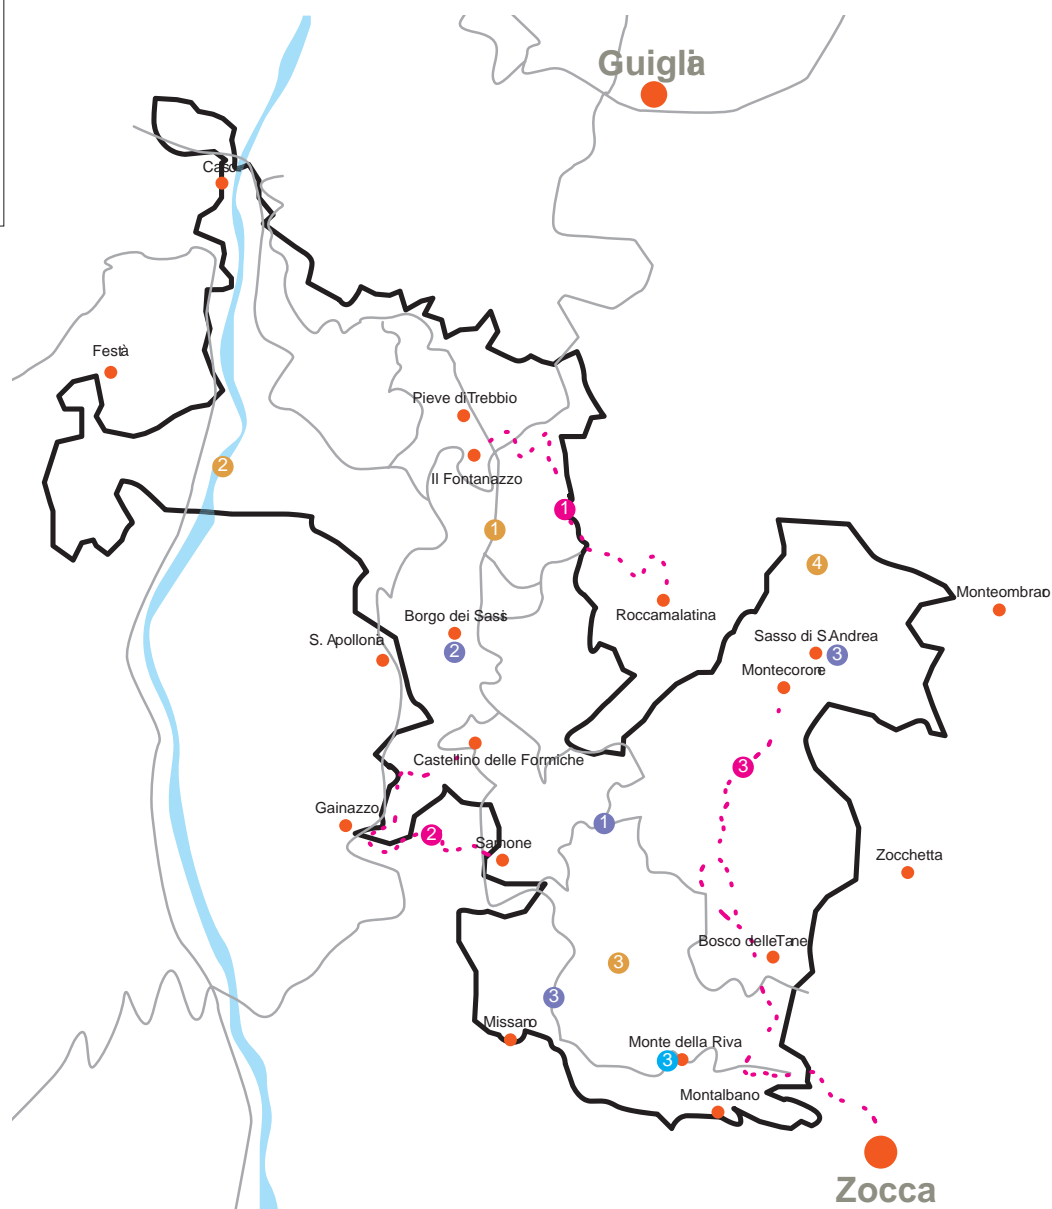 Guiglia
Casona
Festà
Pieve di Trebbio
Il Fontanazzo
2
1
1
4
Monteombraro
Roccamalatina
Borgo dei Sassi
S. Apollonia
Sasso di S.Andrea
2
3
Montecorone
Castellino delle Formiche
3
Gainazzo
1
2
Samone
Zocchetta
Bosco delle Tane
3
3
Missano
Monte della Riva
3
Montalbano
Zocca